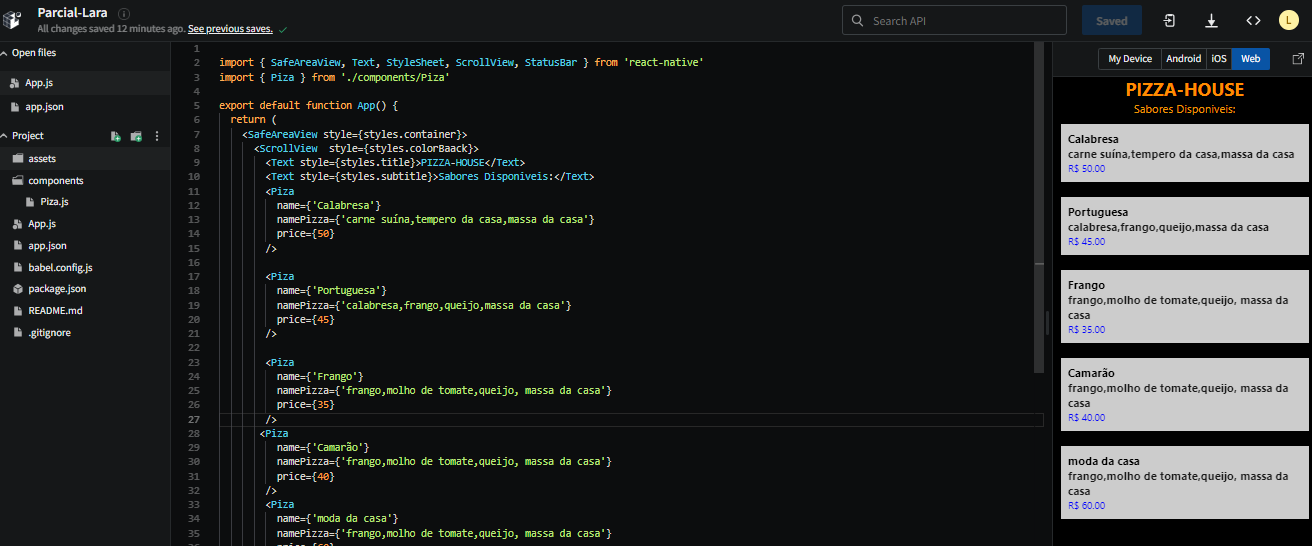 Parcial-Lara
All changes saved 12 minutes ago. See previous saves.
Search API
Saved
L
Open files
App.js
app.json
Project
assets
components
Piza.js
App.js
app.json
babel.config.js
package.json
README.md
.gitignore
1
2 import { SafeAreaView, Text, StyleSheet, ScrollView, StatusBar } from 'react-native'
3 import { Piza } from './components/Piza'
4
5 export default function App() {
6 return (
7 <SafeAreaView style={styles.container}>
8 <ScrollView  style={styles.colorBaack}>
9 <Text style={styles.title}>PIZZA-HOUSE</Text>
10 <Text style={styles.subtitle}>Sabores Disponiveis:</Text>
11 <Piza
12 name={'Calabresa'}
13 namePizza={'carne suína,tempero da casa,massa da casa'}
14 price={50}
15 />
16
17 <Piza
18 name={'Portuguesa'}
19 namePizza={'calabresa,frango,queijo,massa da casa'}
20 price={45}
21 />
22
23 <Piza
24 name={'Frango'}
25 namePizza={'frango,molho de tomate,queijo, massa da casa'}
26 price={35}
27 />
28 <Piza
29 name={'Camarão'}
30 namePizza={'frango,molho de tomate,queijo, massa da casa'}
31 price={40}
32 />
33 <Piza
34 name={'moda da casa'}
35 namePizza={'frango,molho de tomate,queijo, massa da casa'}
My Device Android iOS Web
PIZZA-HOUSE
Sabores Disponiveis:
Calabresa
carne suína,tempero da casa,massa da casa
R$ 50.00
Portuguesa
calabresa,frango,queijo,massa da casa
R$ 45.00
Frango
frango,molho de tomate,queijo, massa da
casa
R$ 35.00
Camarão
frango,molho de tomate,queijo, massa da
casa
R$ 40.00
moda da casa
frango,molho de tomate,queijo, massa da
casa
R$ 60.00